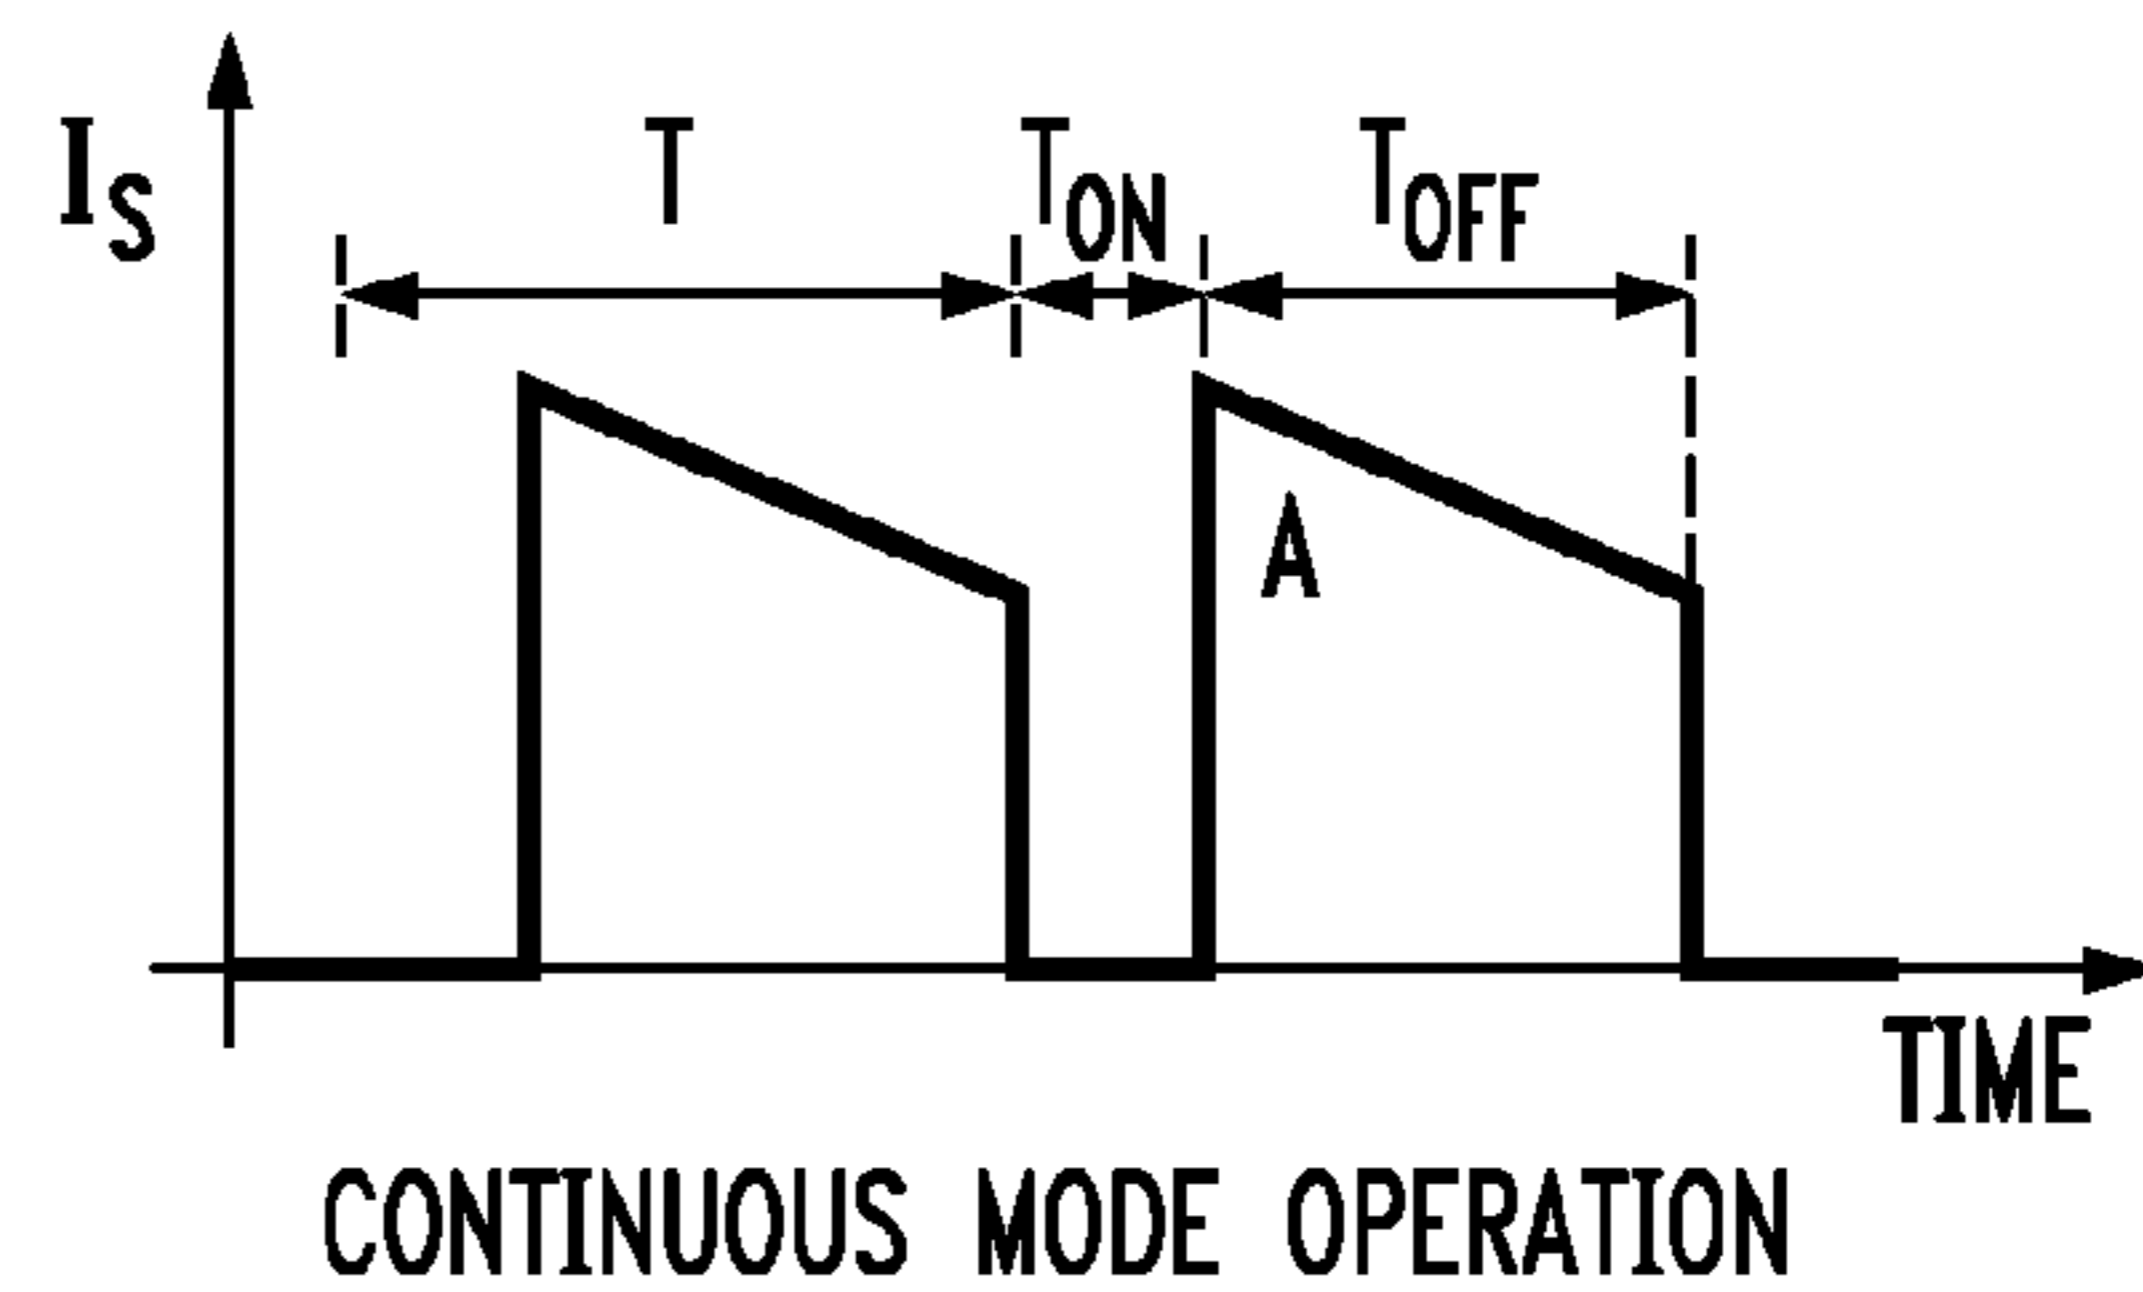 I_S
T
T_ON
T_OFF
A
TIME
CONTINUOUS MODE OPERATION